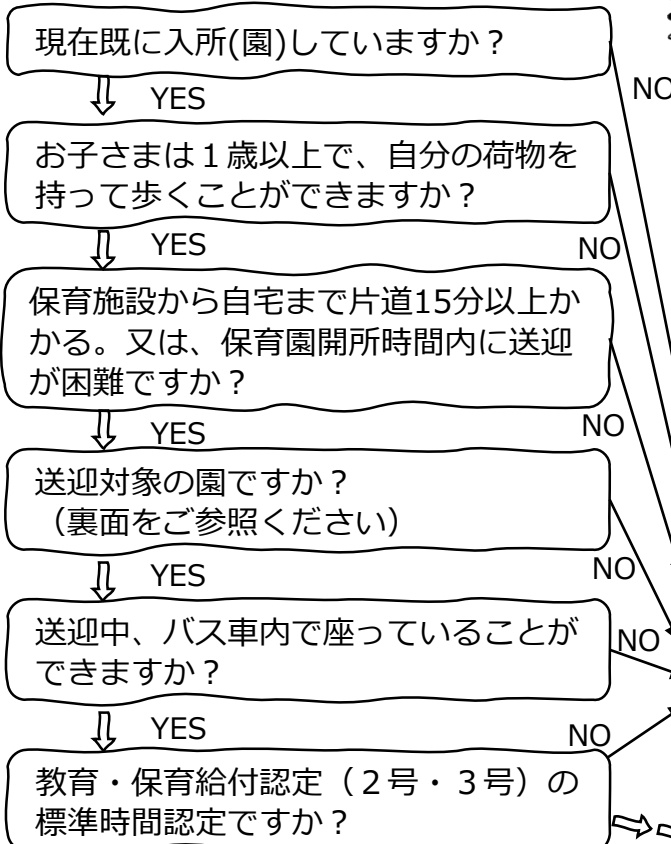 現在既に入所(園)していますか？
NO
YES
お子さまは１歳以上で、自分の荷物を
持って歩くことができますか？
YES
NO
保育施設から自宅まで片道15分以上か
かる。又は、保育園開所時間内に送迎
が困難ですか？
YES
NO
送迎対象の園ですか？
（裏面をご参照ください）
YES
NO
送迎中、バス車内で座っていることが
できますか？
NO
YES
NO
教育・保育給付認定（２号・３号）の
標準時間認定ですか？